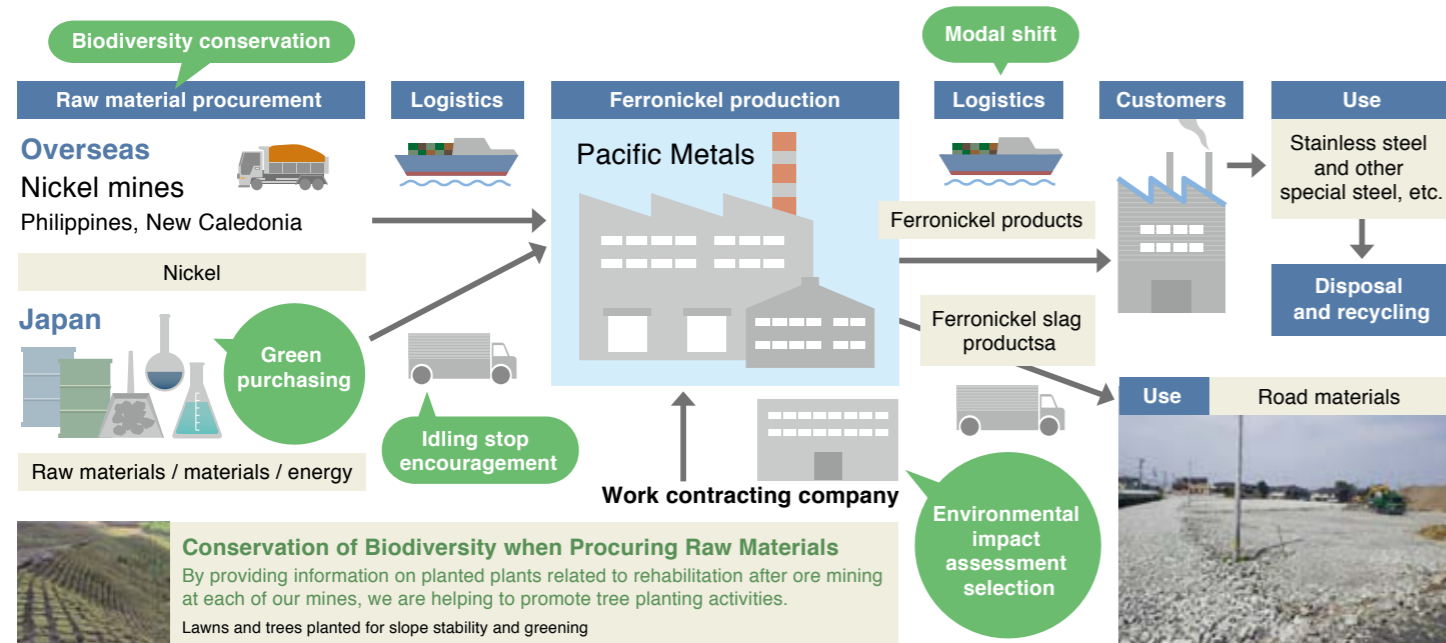 Biodiversity conservation
Modal shift
Raw material procurement
Logistics
Ferronickel production
Logistics
Customers
Use
Overseas
Nickel mines
Philippines, New Caledonia
Nickel
Pacific Metals
Ferronickel products
Stainless steel
and other
special steel, etc.
Disposal
and recycling
Japan
Green
purchasing
Raw materials / materials / energy
Idling stop
encouragement
Ferronickel slag
productsa
Work contracting company
Environmental
impact
assessment
selection
Use
Road materials
Conservation of Biodiversity when Procuring Raw Materials
By providing information on planted plants related to rehabilitation after ore mining
at each of our mines, we are helping to promote tree planting activities.
Lawns and trees planted for slope stability and greening